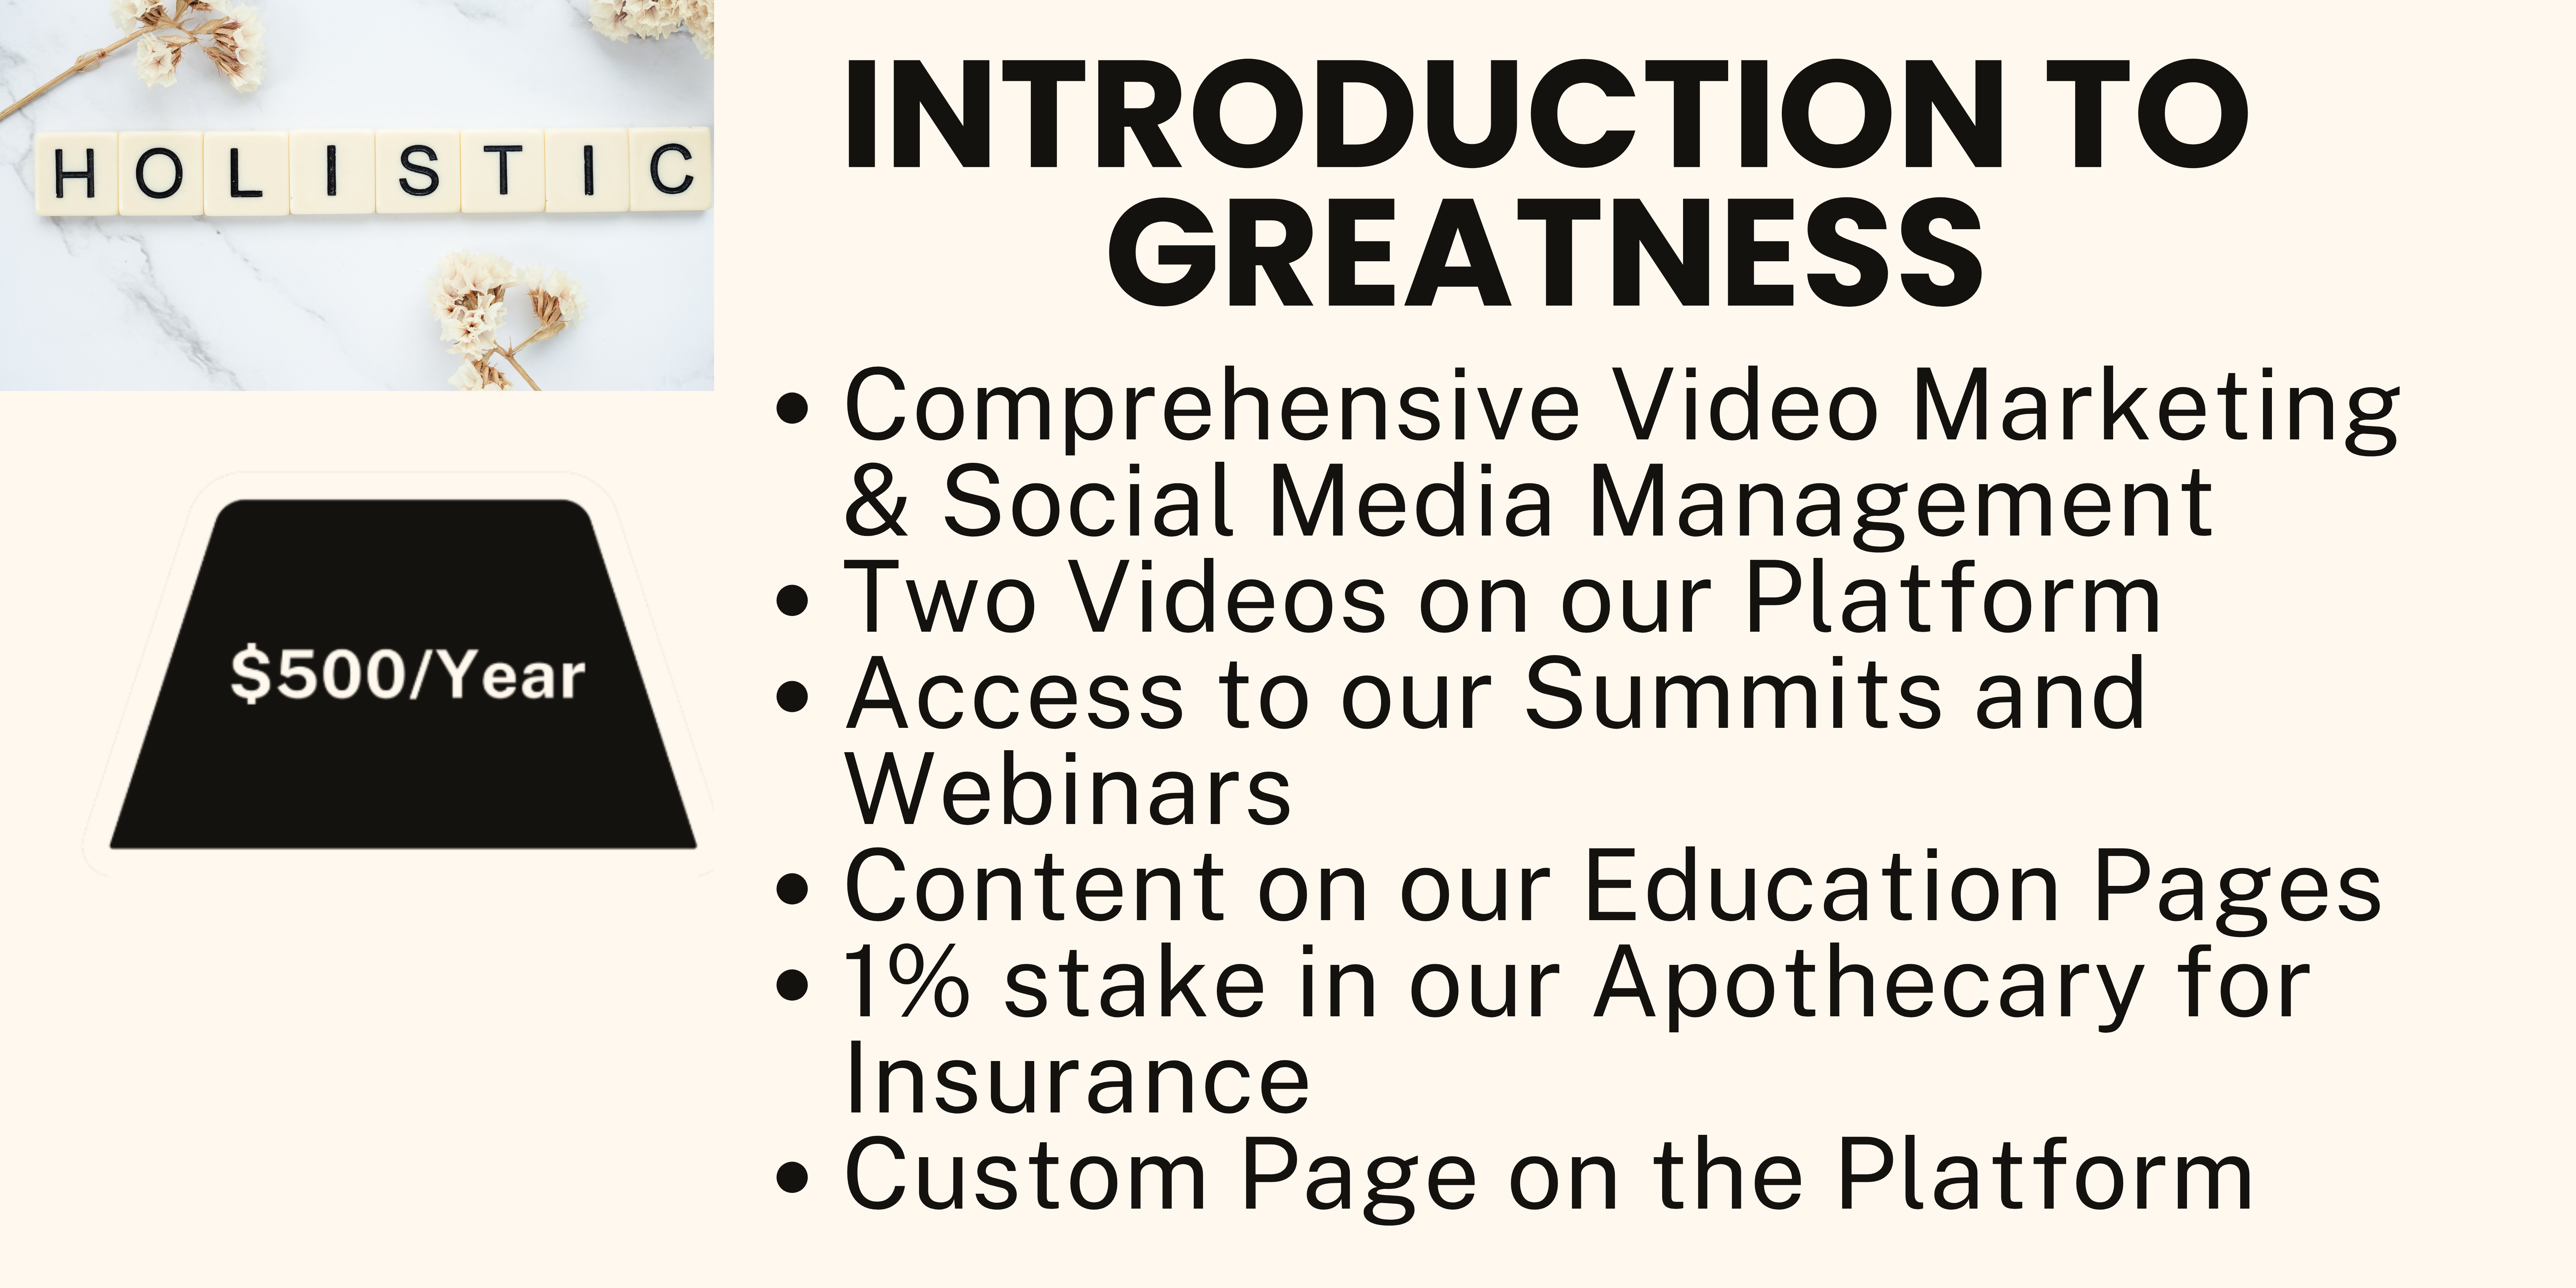 HOLISTIC
INTRODUCTION TO
GREATNESS
$500/Year
• Comprehensive Video Marketing
& Social Media Management
• Two Videos on our Platform
• Access to our Summits and
Webinars
• Content on our Education Pages
• 1% stake in our Apothecary for
Insurance
• Custom Page on the Platform